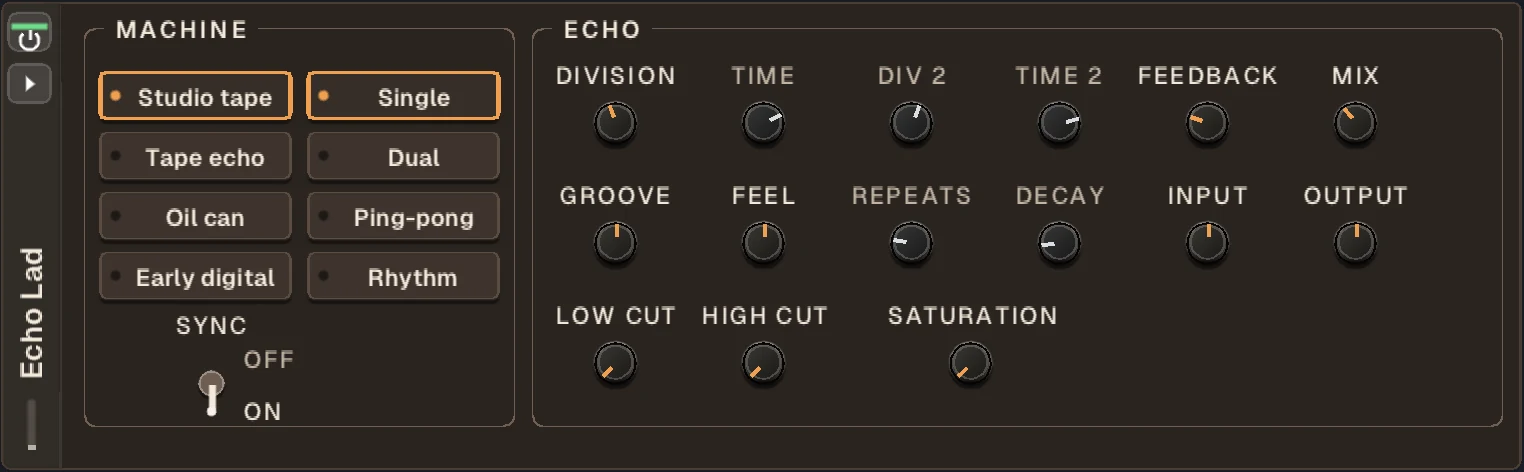 Echo Lad
MACHINE
Studio tape
Single
Tape echo
Dual
Oil can
Ping-pong
Early digital
Rhythm
SYNC
OFF
ON
ECHO
DIVISION TIME DIV 2 TIME 2 FEEDBACK MIX
GROOVE FEEL REPEATS DECAY INPUT OUTPUT
LOW CUT HIGH CUT SATURATION